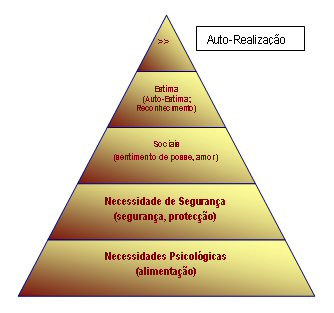 >>
Auto-Realização
Estima
(Auto-Estima;
Reconhecimento)
Sociais
(sentimento de posse, amor)
Necessidade de Segurança
(segurança, protecção)
Necessidades Psicológicas
(alimentação)